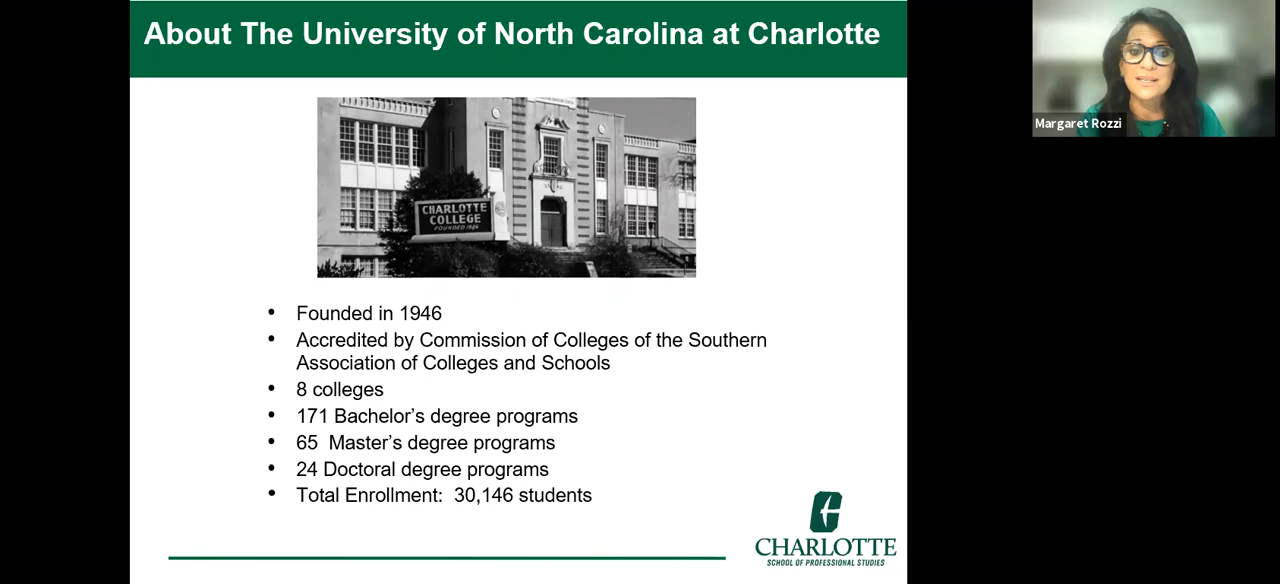 About The University of North Carolina at Charlotte
Margaret Rozzi
CHARLOTTE
COLLEGE
FOUNDED 1946
• Founded in 1946
• Accredited by Commission of Colleges of the Southern
Association of Colleges and Schools
• 8 colleges
• 171 Bachelor’s degree programs
• 65  Master’s degree programs
• 24 Doctoral degree programs
• Total Enrollment:  30,146 students
CHARLOTTE
SCHOOL OF PROFESSIONAL STUDIES